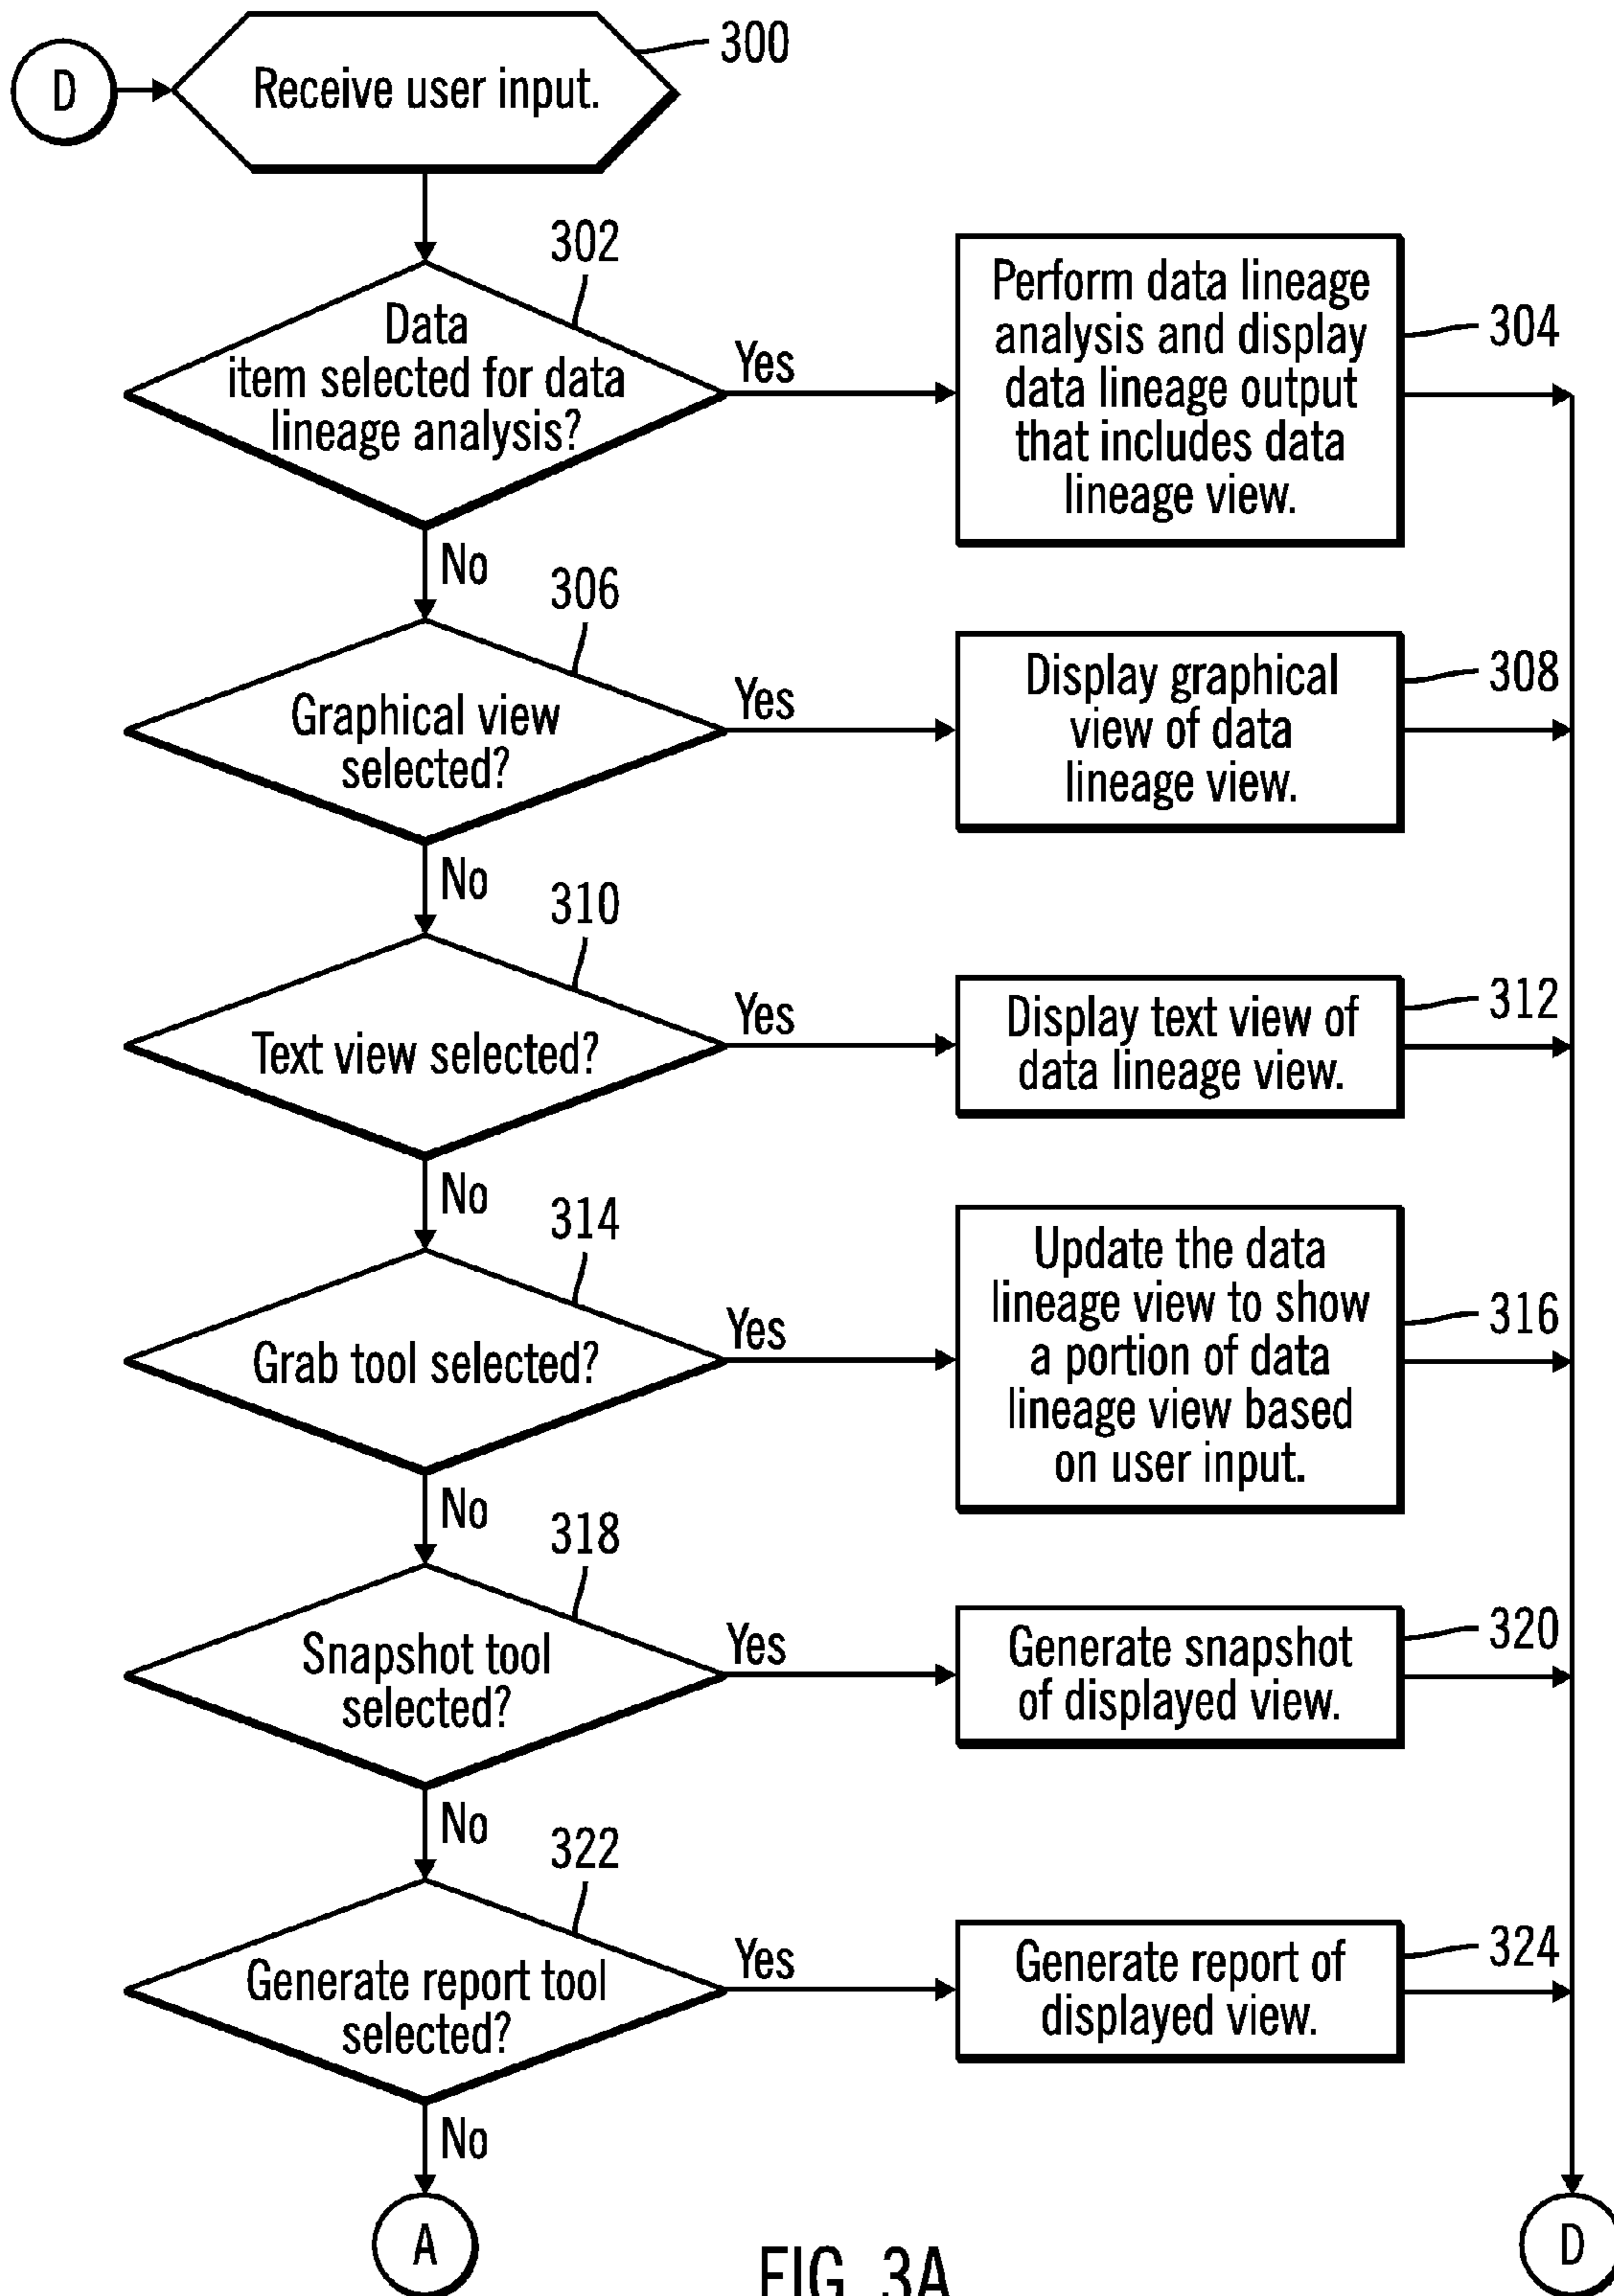 D
Receive user input.
300
302
Data
item selected for data
lineage analysis?
Yes
Perform data lineage
analysis and display
data lineage output
that includes data
lineage view.
304
No
306
Graphical view
selected?
Yes
Display graphical
view of data
lineage view.
308
No
310
Text view selected?
Yes
Display text view of
data lineage view.
312
No
314
Grab tool selected?
Yes
Update the data
lineage view to show
a portion of data
lineage view based
on user input.
316
No
318
Snapshot tool
selected?
Yes
Generate snapshot
of displayed view.
320
No
322
Generate report tool
selected?
Yes
Generate report of
displayed view.
324
No
A
D
FIG. 3A